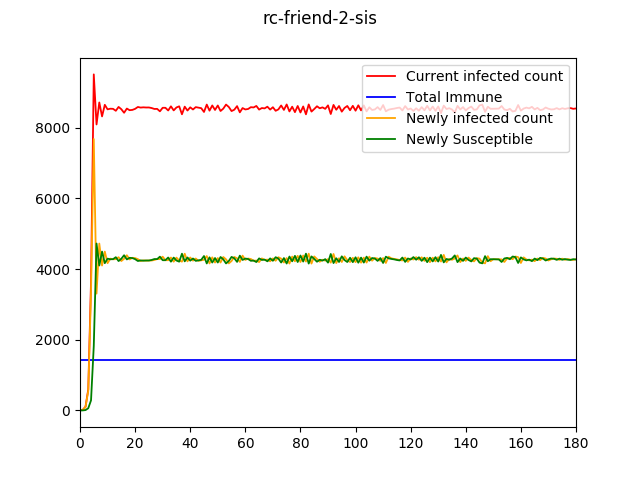 rc-friend-2-sis
Current infected count
Total Immune
Newly infected count
Newly Susceptible
8000
6000
4000
2000
0
0 20 40 60 80 100 120 140 160 180